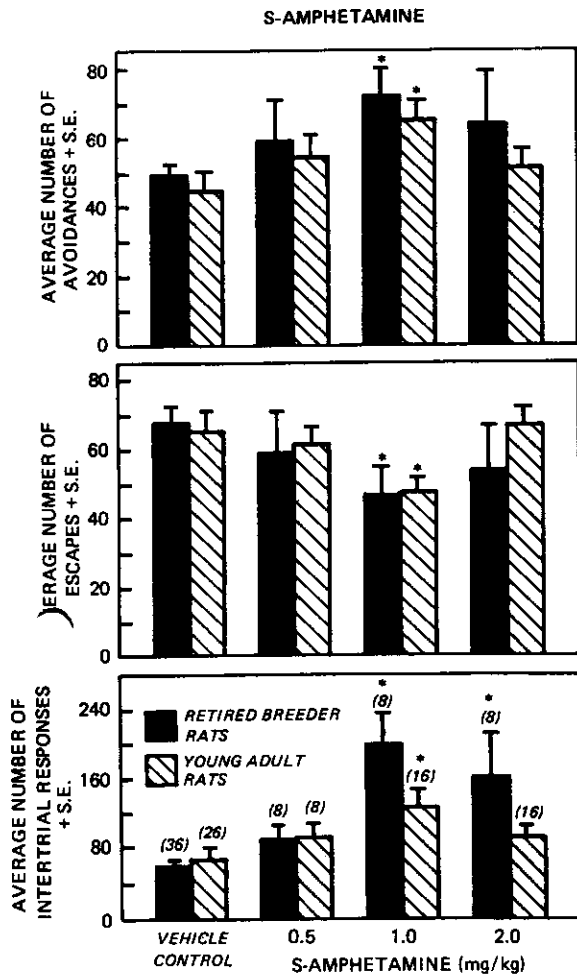 S-AMPHETAMINE
AVERAGE NUMBER OF
AVOIDANCES + S.E.
80
60
40
20
0
*
*
ERAGE NUMBER OF
ESCAPES + S.E.
80
60
40
20
0
*
*
AVERAGE NUMBER OF
INTERTRIAL RESPONSES
+ S.E.
240
160
80
0
RETIRED BREEDER
RATS
YOUNG ADULT
RATS
(36) (26)
(8) (8)
*
(8)
*
(16)
*
(8)
(16)
VEHICLE
CONTROL
0.5 1.0 2.0
S-AMPHETAMINE (mg/kg)